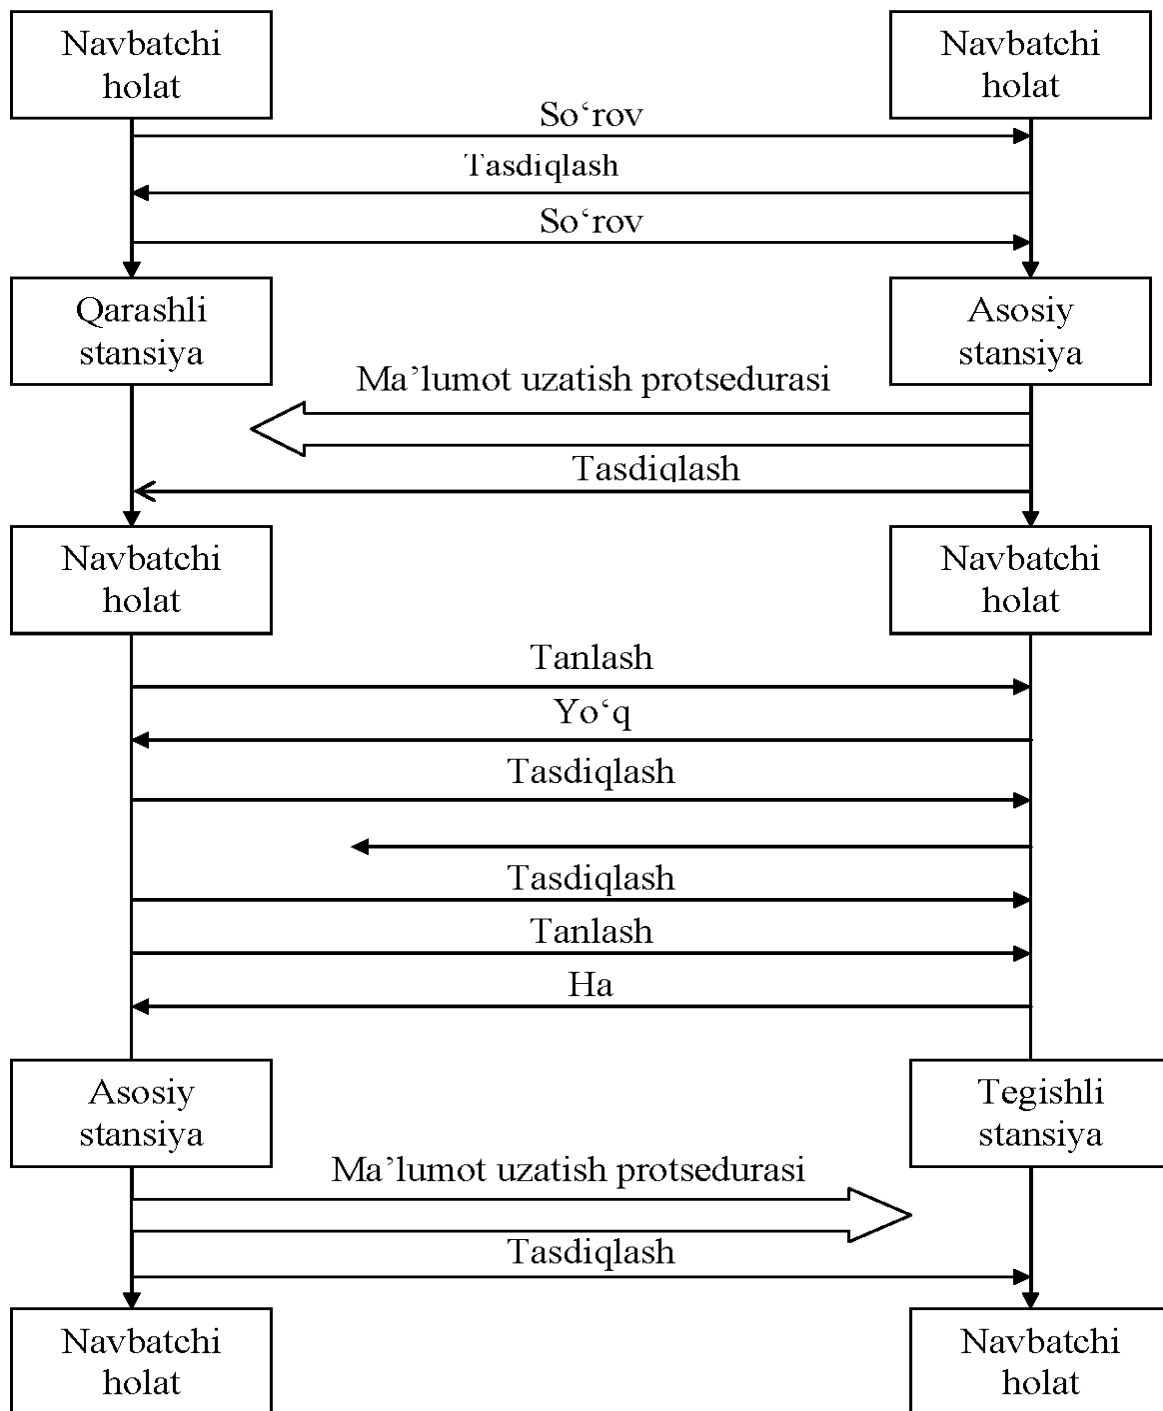 Navbatchi
holat
Navbatchi
holat
So‘rov
Tasdiqlash
So‘rov
Qarashli
stansiya
Asosiy
stansiya
Ma’lumot uzatish protsedurasi
Tasdiqlash
Navbatchi
holat
Navbatchi
holat
Tanlash
Yo‘q
Tasdiqlash
Tasdiqlash
Tanlash
Ha
Asosiy
stansiya
Tegishli
stansiya
Ma’lumot uzatish protsedurasi
Tasdiqlash
Navbatchi
holat
Navbatchi
holat